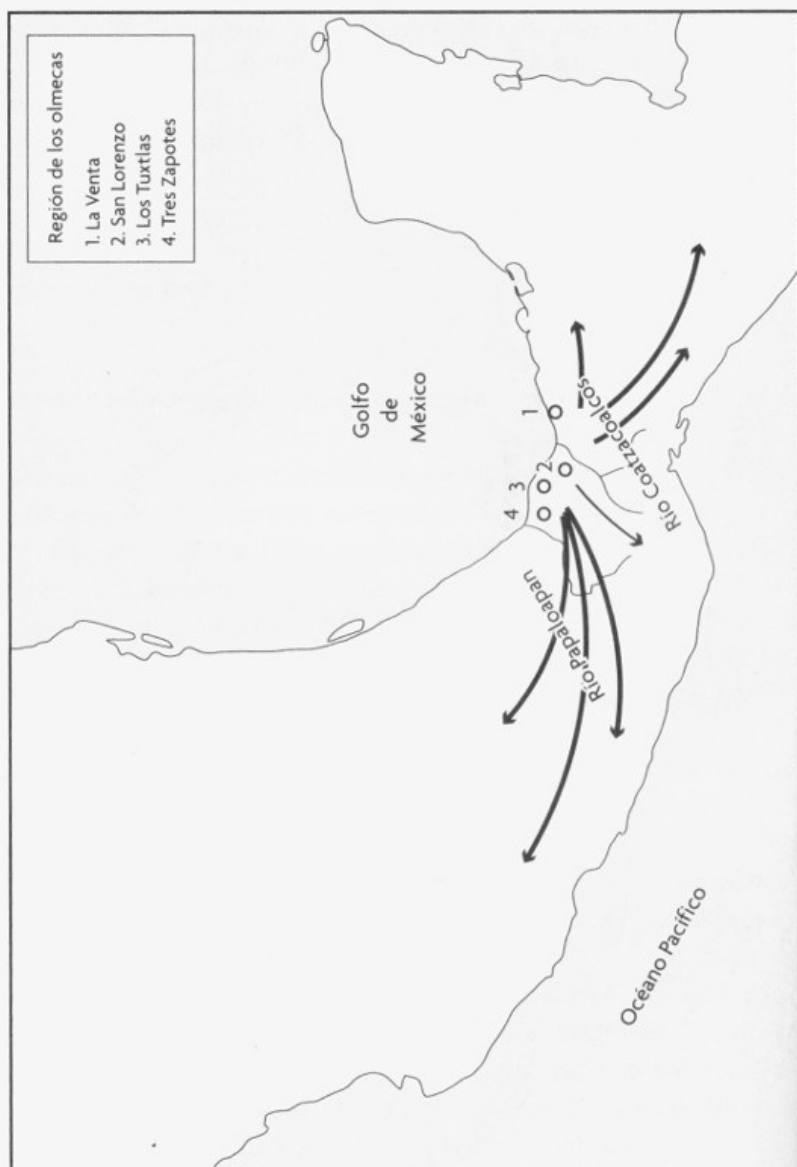 Región de los olmecas
1. La Venta
2. San Lorenzo
3. Los Tuxtlas
4. Tres Zapotes
Golfo
de
México
4
3
2
1
Río Papaloapan
Río Coatzacoalcos
Océano Pacífico